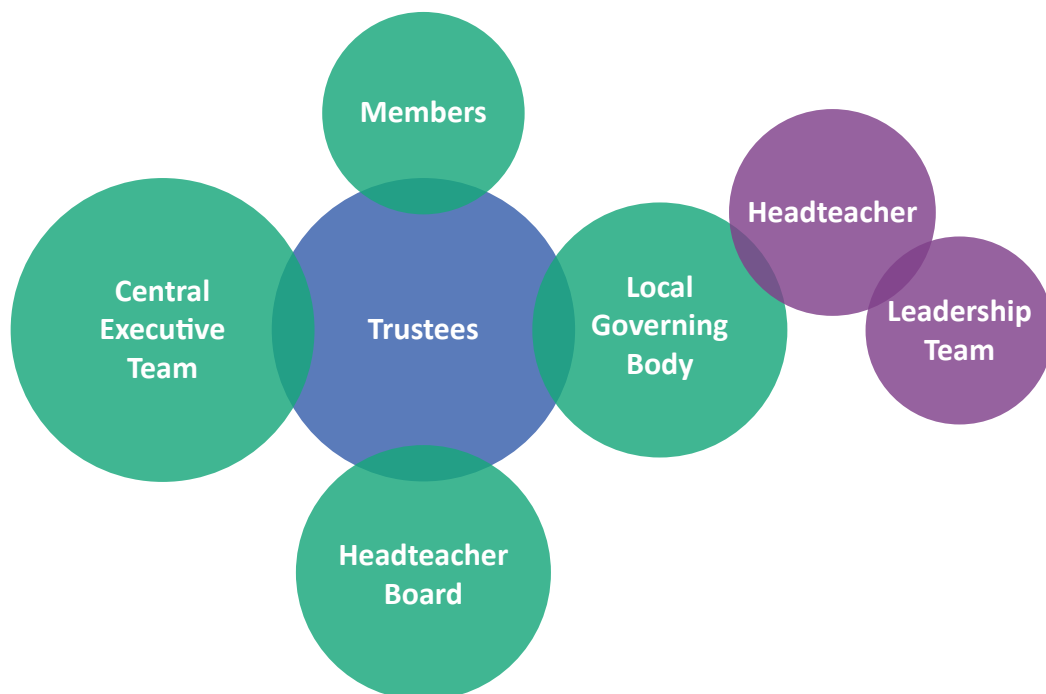 Members
Headteacher
Central
Executive
Team
Trustees
Local
Governing
Body
Leadership
Team
Headteacher
Board